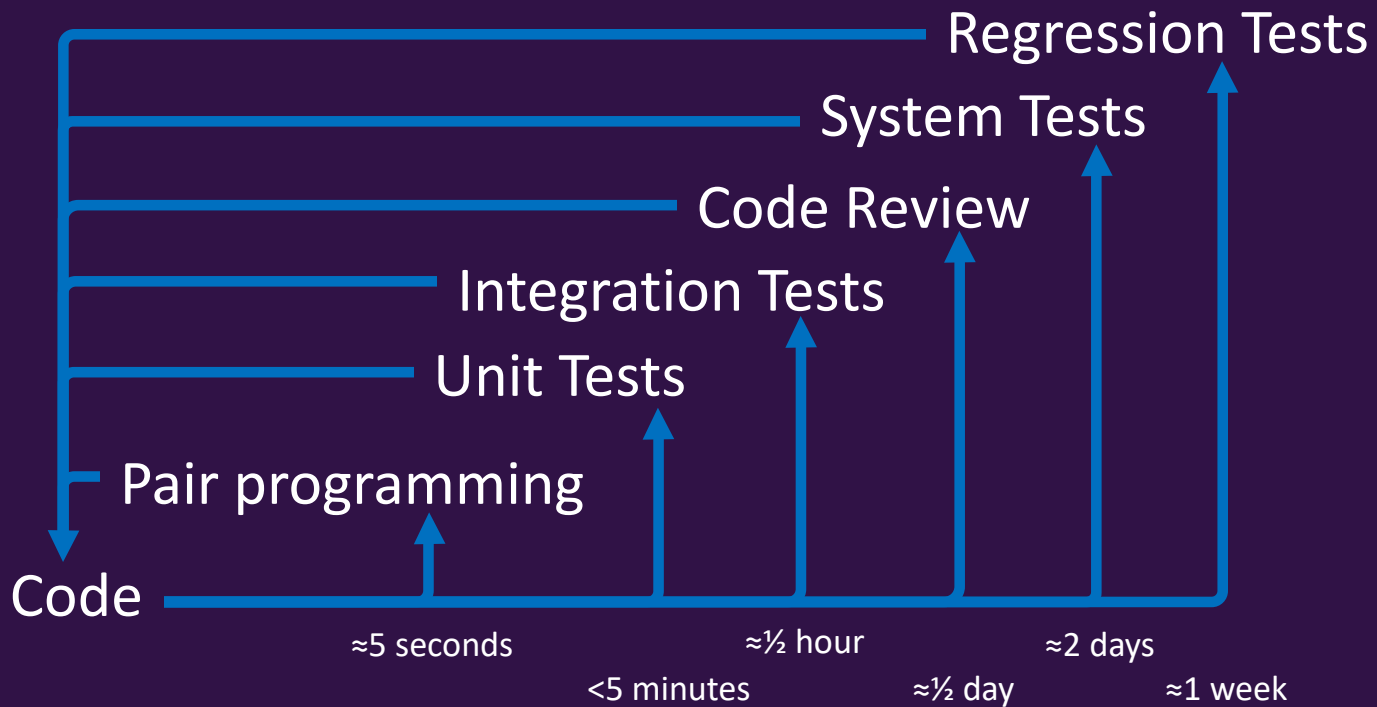 Regression Tests
System Tests
Code Review
Integration Tests
Unit Tests
Pair programming
Code
≈5 seconds
<5 minutes
≈½ hour
≈½ day
≈2 days
≈1 week